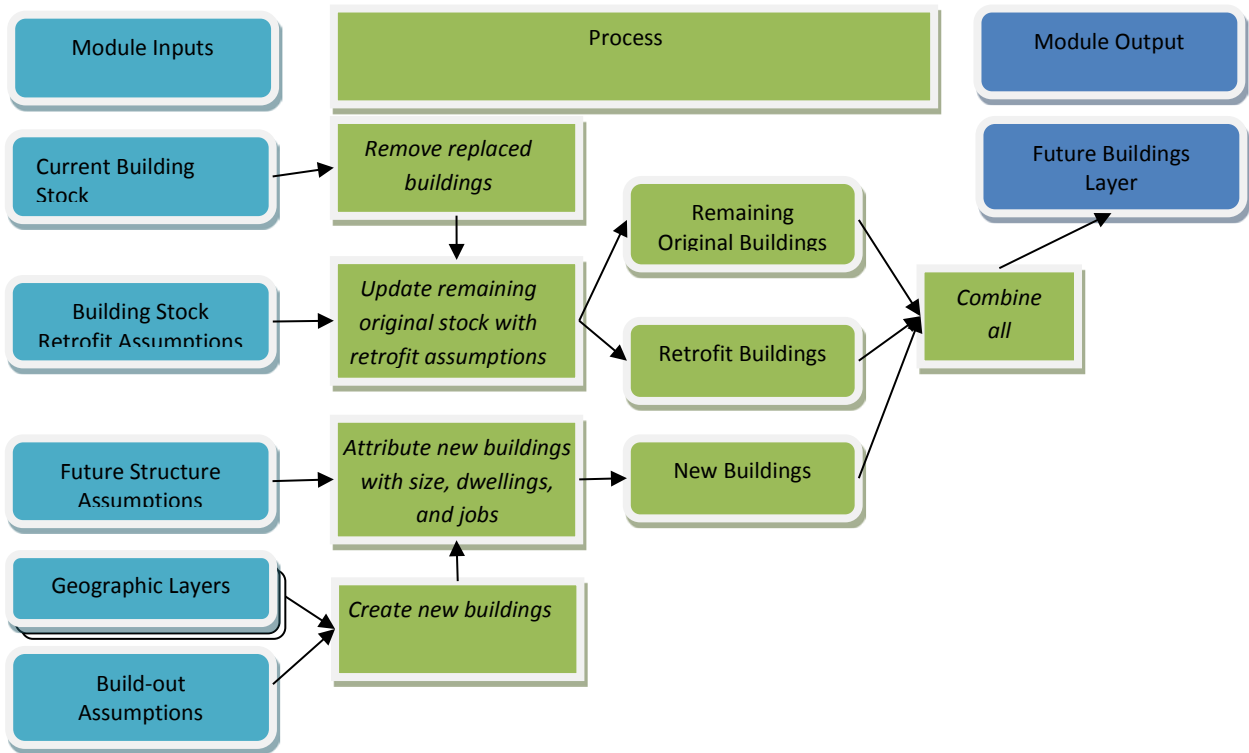 Module Inputs
Process
Module Output
Current Building
Stock
Remove replaced
buildings
Future Buildings
Layer
Remaining
Original Buildings
Building Stock
Retrofit Assumptions
Update remaining
original stock with
retrofit assumptions
Retrofit Buildings
Combine
all
Future Structure
Assumptions
Attribute new buildings
with size, dwellings,
and jobs
New Buildings
Geographic Layers
Create new buildings
Build-out
Assumptions